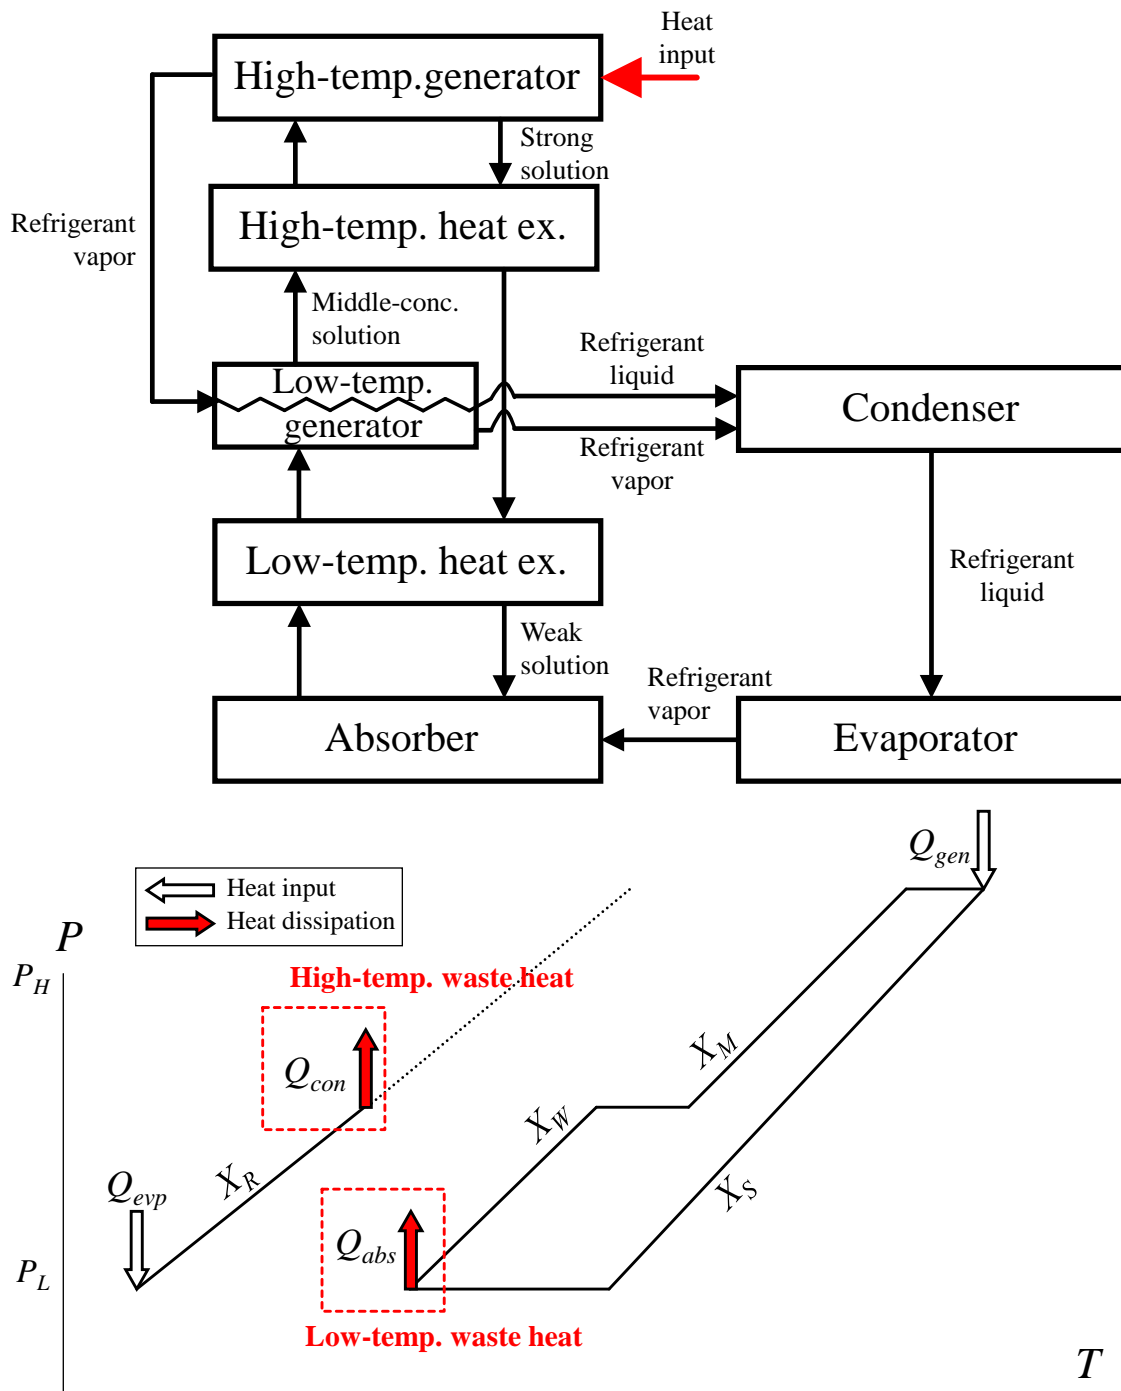 Heat
input
High-temp.generator
Strong
solution
Refrigerant
vapor
High-temp. heat ex.
Middle-conc.
solution
Refrigerant
liquid
Low-temp.
generator
Condenser
Refrigerant
vapor
Low-temp. heat ex.
Refrigerant
liquid
Weak
solution
Refrigerant
vapor
Absorber
Evaporator
Q_gen
Heat input
Heat dissipation
P
P_H
High-temp. waste heat
Q_con
X_M
X_W
X_R
X_S
Q_evp
Q_abs
P_L
Low-temp. waste heat
T